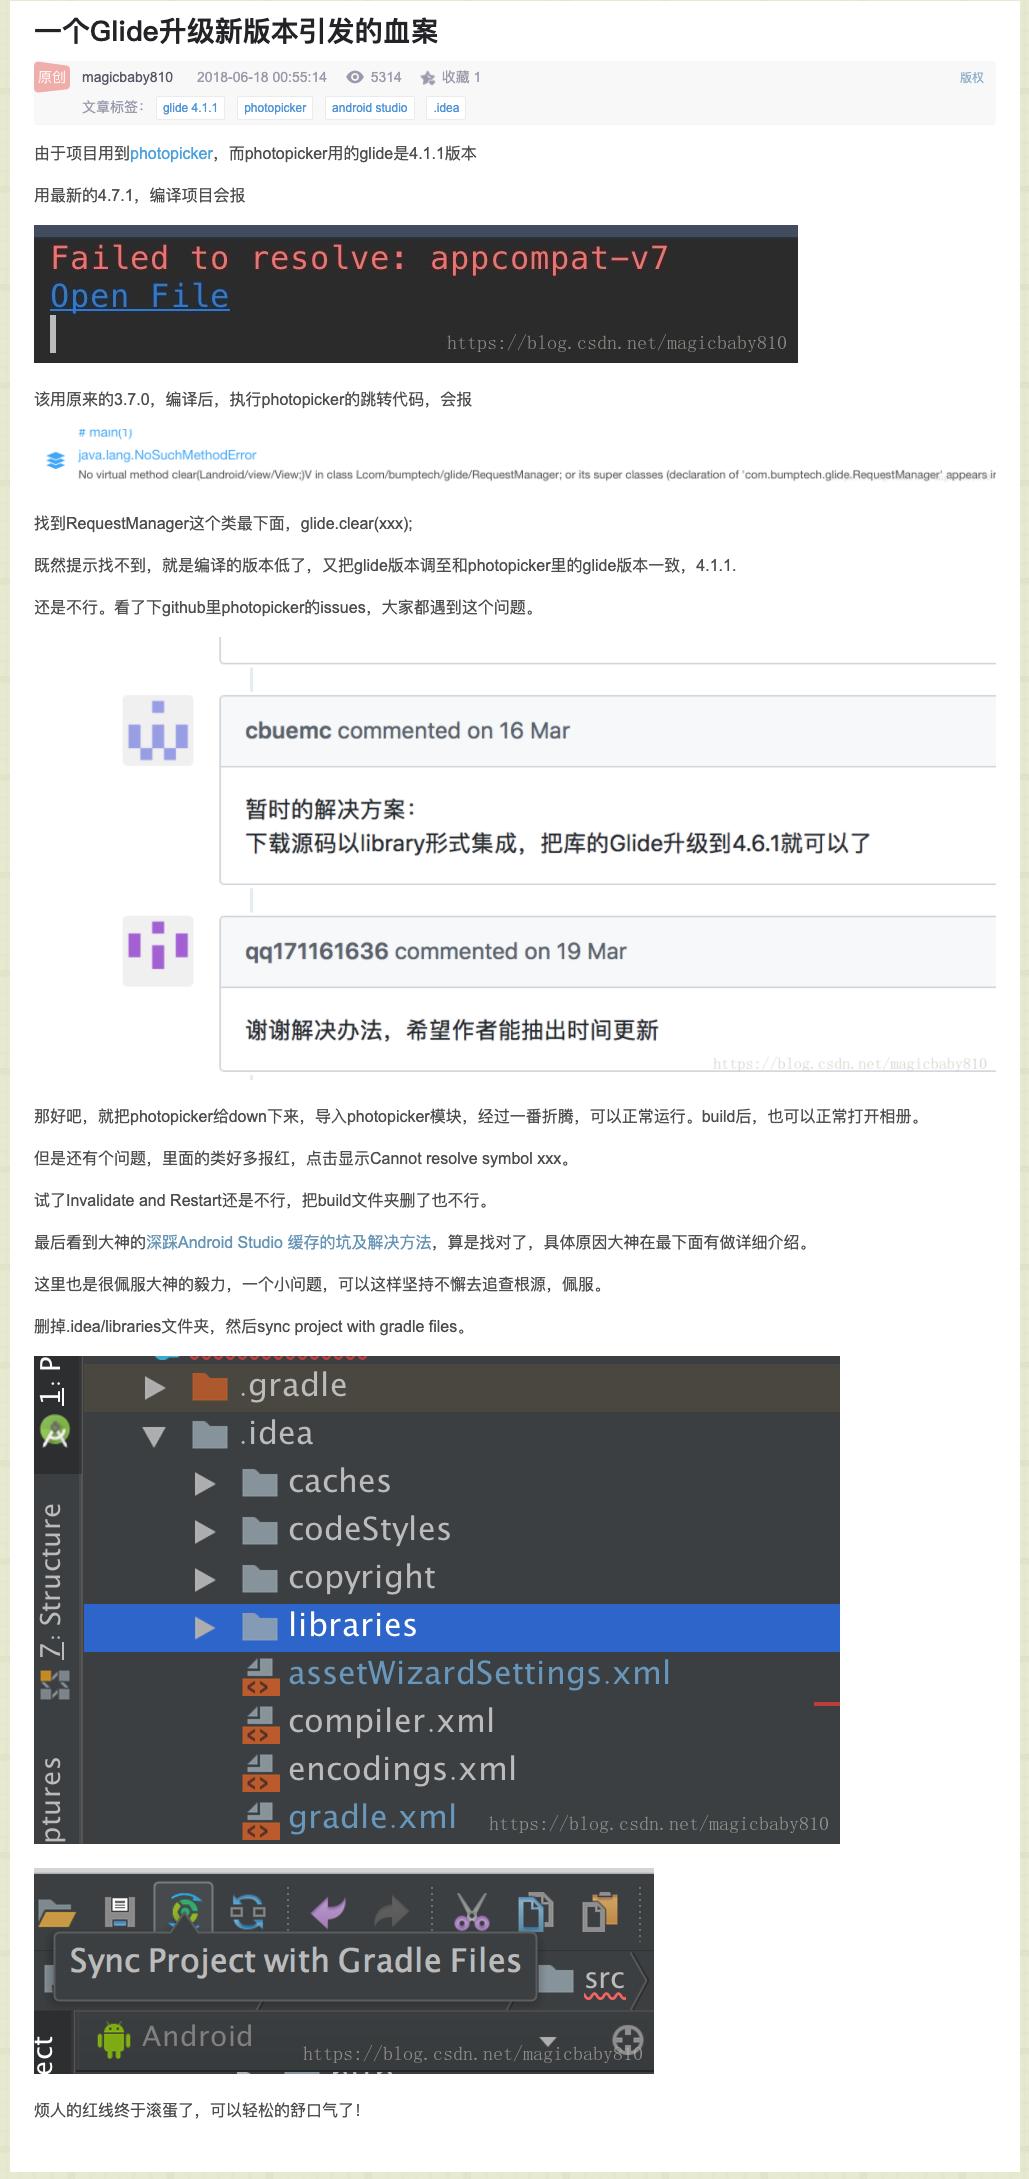 一个Glide升级新版本引发的血案
原创 magicbaby810 2018-06-18 00:55:14 5314 收藏 1 版权
文章标签： glide 4.1.1 photopicker android studio .idea
由于项目用到photopicker，而photopicker用的glide是4.1.1版本
用最新的4.7.1，编译项目会报
Failed to resolve: appcompat-v7
Open File
https://blog.csdn.net/magicbaby810
该用原来的3.7.0，编译后，执行photopicker的跳转代码，会报
# main(1)
java.lang.NoSuchMethodError
No virtual method clear(Landroid/view/View;)V in class Lcom/bumptech/glide/RequestManager; or its super classes (declaration of 'com.bumptech.glide.RequestManager' appears in
找到RequestManager这个类最下面，glide.clear(xxx);
既然提示找不到，就是编译的版本低了，又把glide版本调至和photopicker里的glide版本一致，4.1.1.
还是不行。看了下github里photopicker的issues，大家都遇到这个问题。
cbuemc commented on 16 Mar
暂时的解决方案：
下载源码以library形式集成，把库的Glide升级到4.6.1就可以了
qq171161636 commented on 19 Mar
谢谢解决办法，希望作者能抽出时间更新
https://blog.csdn.net/magicbaby810
那好吧，就把photopicker给down下来，导入photopicker模块，经过一番折腾，可以正常运行。build后，也可以正常打开相册。
但是还有个问题，里面的类好多报红，点击显示Cannot resolve symbol xxx。
试了Invalidate and Restart还是不行，把build文件夹删了也不行。
最后看到大神的深踩Android Studio 缓存的坑及解决方法，算是找对了，具体原因大神在最下面有做详细介绍。
这里也是很佩服大神的毅力，一个小问题，可以这样坚持不懈去追查根源，佩服。
删掉.idea/libraries文件夹，然后sync project with gradle files。
1: P
.gradle
.idea
caches
7: Structure
codeStyles
copyright
libraries
assetWizardSettings.xml
compiler.xml
ptures
encodings.xml
gradle.xml
https://blog.csdn.net/magicbaby810
Sync Project with Gradle Files
src
ect
Android
https://blog.csdn.net/magicbaby810
烦人的红线终于滚蛋了，可以轻松的舒口气了！